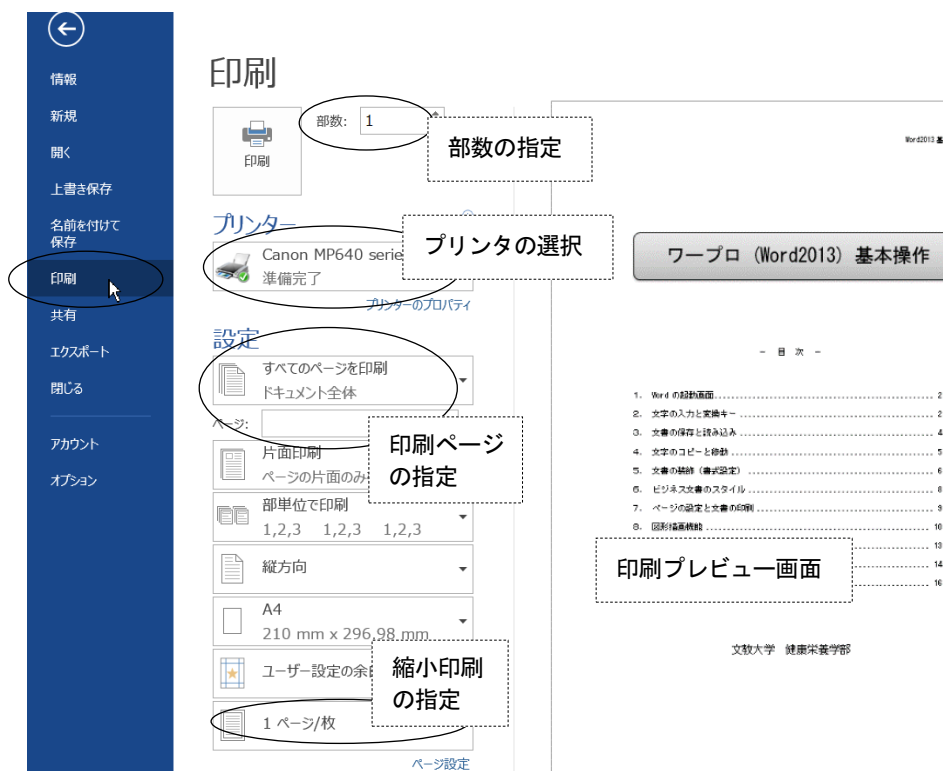 情報
新規
開く
上書き保存
名前を付けて
保存
印刷
共有
エクスポート
閉じる
アカウント
オプション
印刷
印刷
部数: 1
部数の指定
プリンター
Canon MP640 serie
準備完了
プリンタの選択
プリンターのプロパティ
設定
すべてのページを印刷
ドキュメント全体
ページ:
印刷ページ
の指定
片面印刷
ページの片面のみ
部単位で印刷
1,2,3 1,2,3 1,2,3
縦方向
A4
210 mm x 296.98 mm
ユーザー設定の余
縮小印刷
の指定
1 ページ/枚
ページ設定
Word2013 基
ワープロ (Word2013) 基本操作
- 目 次 -
1. Word の起動画面 2
2. 文字の入力と変換キー 2
3. 文書の保存と読み込み 4
4. 文字のコピーと移動 5
5. 文書の装飾(書式設定) 6
6. ビジネス文書のスタイル 8
7. ページの設定と文書の印刷 9
8. 図形描画機能 10
13
14
16
印刷プレビュー画面
文教大学 健康栄養学部